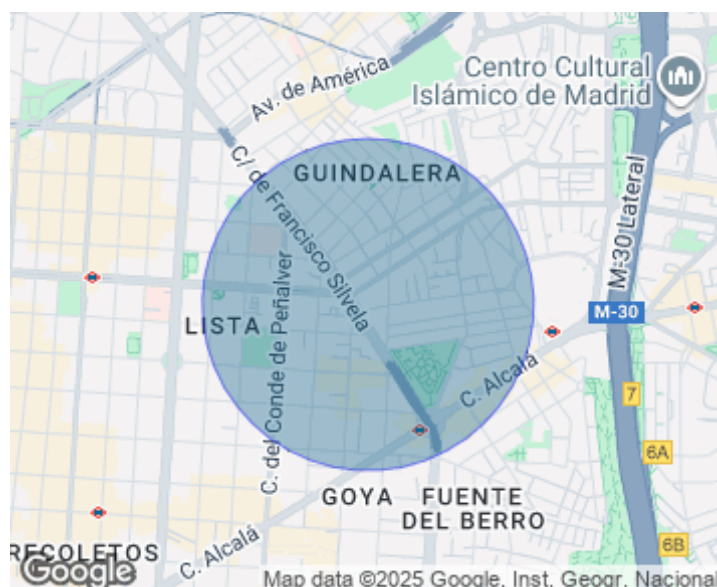 Av. de América
Centro Cultural
Islámico de Madrid
C/ de Francisco Silvela
GUINDALERA
M-30 Lateral
LISTA
C. del Conde de Peñalver
M-30
C. Alcalá
7
6A
GOYA
FUENTE
DEL BERRO
RECOLETOS
C. Alcalá
6B
Google
Map data ©2025 Google, Inst. Geogr. Nacional